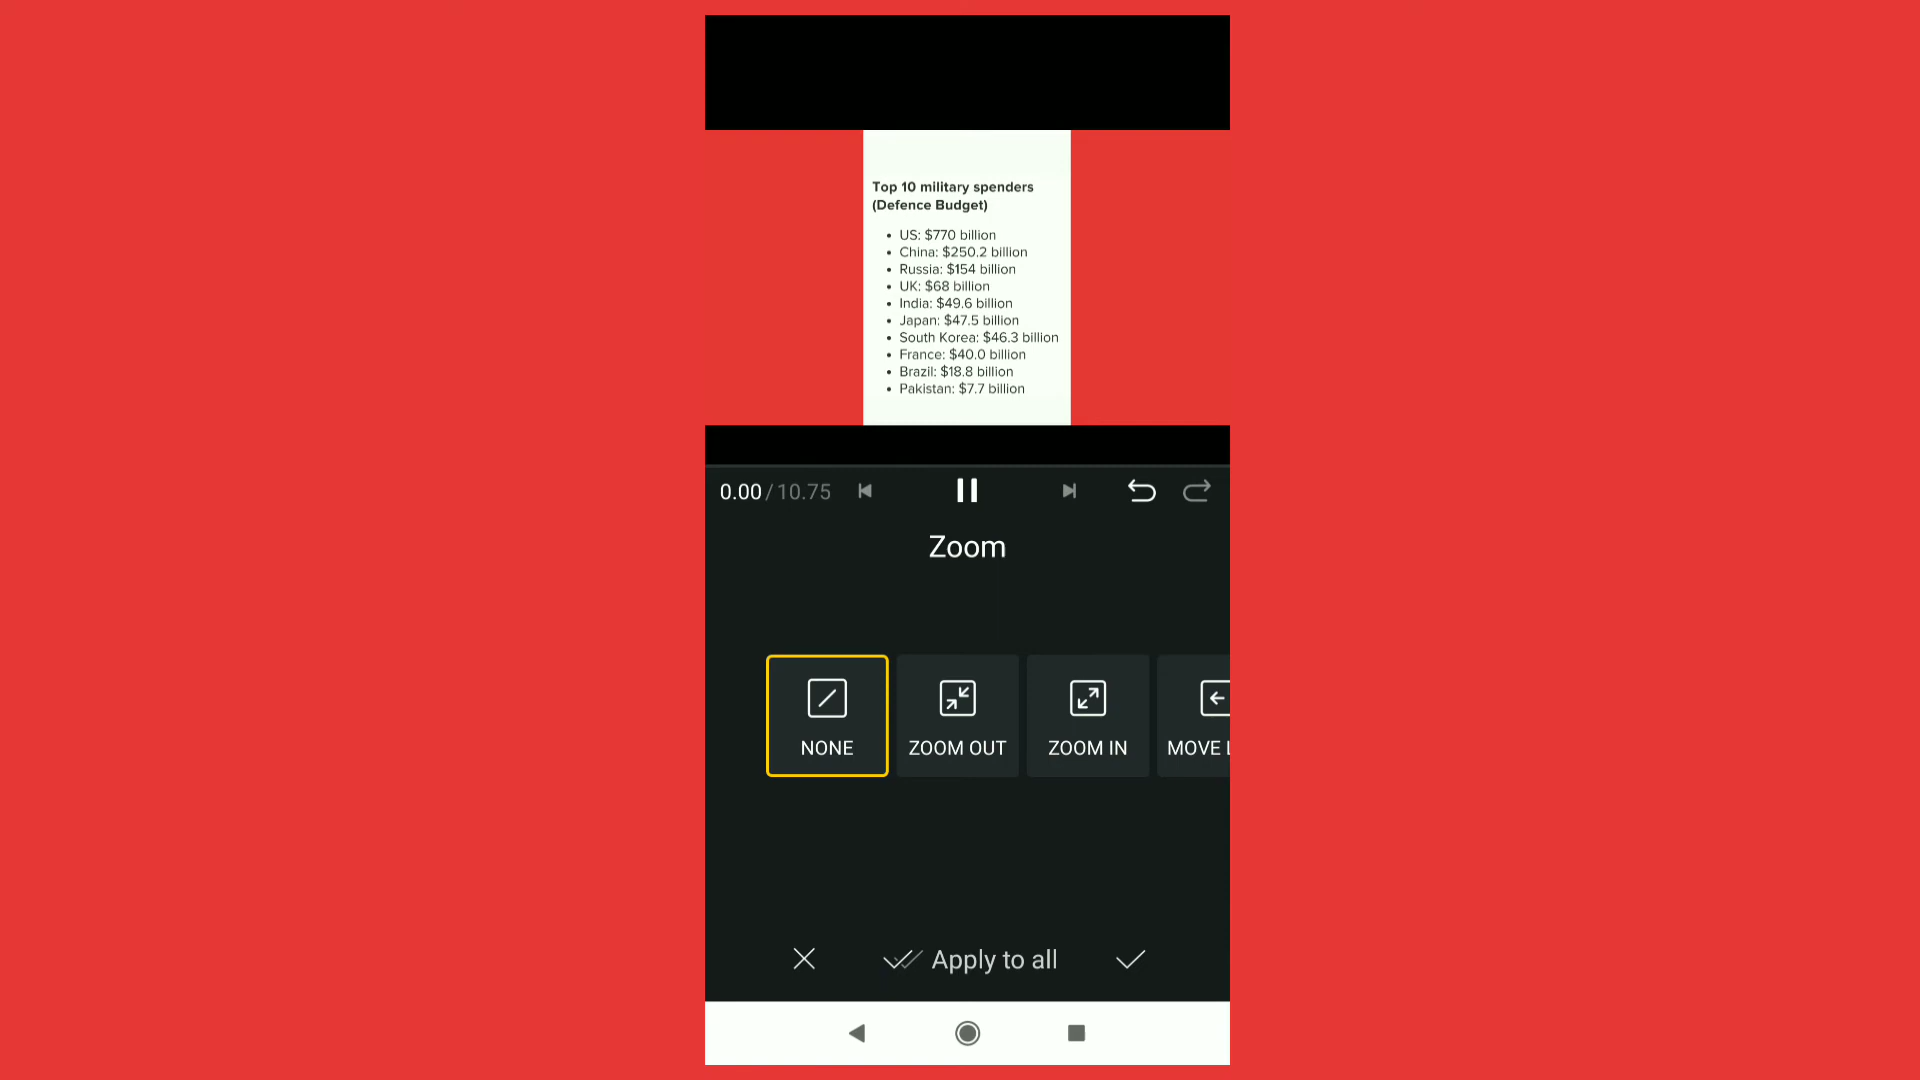 Top 10 military spenders
(Defence Budget)
• US: $770 billion
• China: $250.2 billion
• Russia: $154 billion
• UK: $68 billion
• India: $49.6 billion
• Japan: $47.5 billion
• South Korea: $46.3 billion
• France: $40.0 billion
• Brazil: $18.8 billion
• Pakistan: $7.7 billion
0.00/10.75
Zoom
NONE ZOOM OUT ZOOM IN MOVE
Apply to all